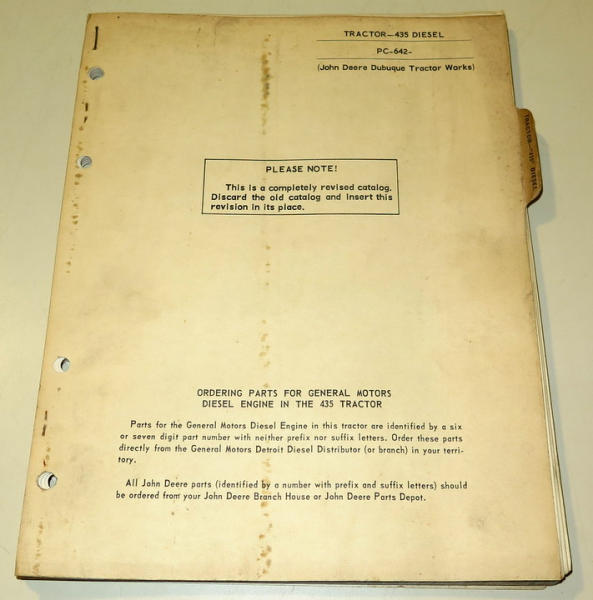 TRACTOR—435 DIESEL
PC-642-
(John Deere Dubuque Tractor Works)
TRACTOR—435 DIESEL
PLEASE NOTE!
This is a completely revised catalog.
Discard the old catalog and insert this
revision in its place.
ORDERING PARTS FOR GENERAL MOTORS
DIESEL ENGINE IN THE 435 TRACTOR
Parts for the General Motors Diesel Engine in this tractor are identified by a six
or seven digit part number with neither prefix nor suffix letters. Order these parts
directly from the General Motors Detroit Diesel Distributor (or branch) in your terri-
tory.
All John Deere parts (identified by a number with prefix and suffix letters) should
be ordered from your John Deere Branch House or John Deere Parts Depot.